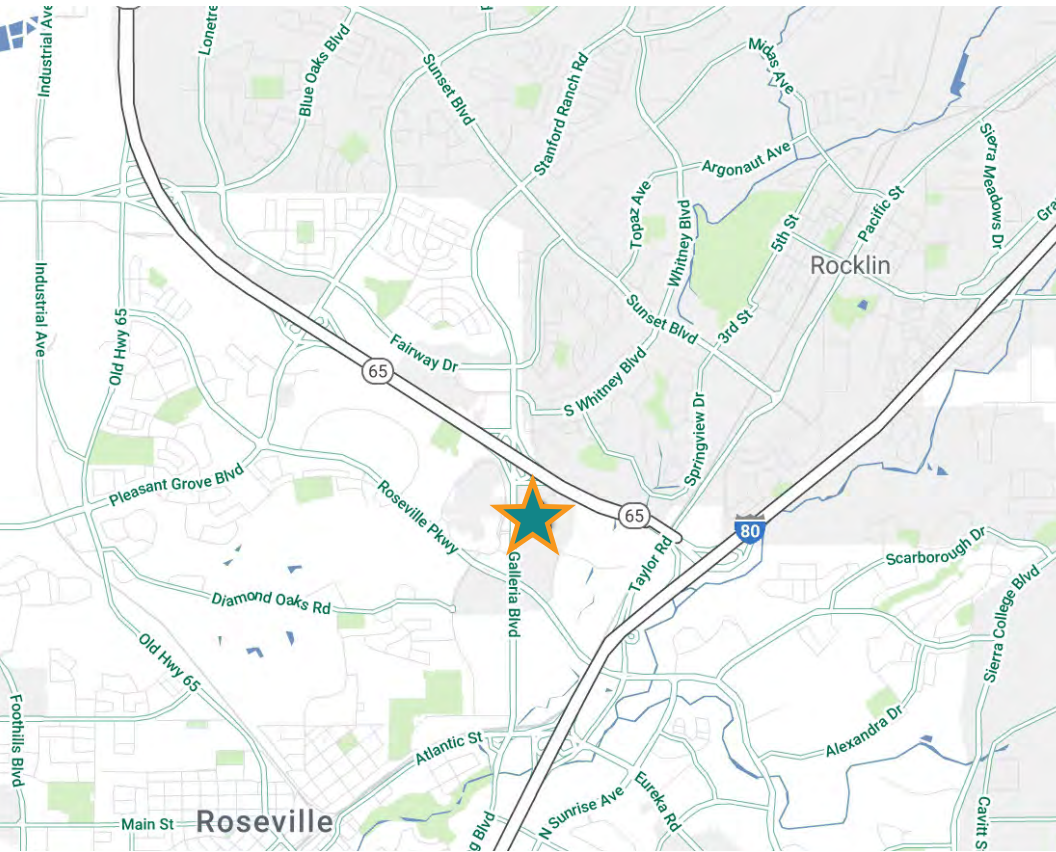 Industrial Ave
Lonetre
Blue Oaks Blvd
Sunset Blvd
Stanford Ranch Rd
Midas Ave
Argonaut Ave
Sierra Meadows Dr
Topaz Ave
Whitney Blvd
5th St
Pacific St
Gra
Rocklin
Industrial Ave
Old Hwy 65
Fairway Dr
Sunset Blvd
3rd St
65
S Whitney Blvd
Springview Dr
Pleasant Grove Blvd
Roseville Pkwy
65
80
Galleria Blvd
Taylor Rd
Scarborough Dr
Sierra College Blvd
Diamond Oaks Rd
Old Hwy 65
Foothills Blvd
Atlantic St
Alexandra Dr
Eureka Rd
N Sunrise Ave
Main St
Roseville
g Blvd
Cavitt S